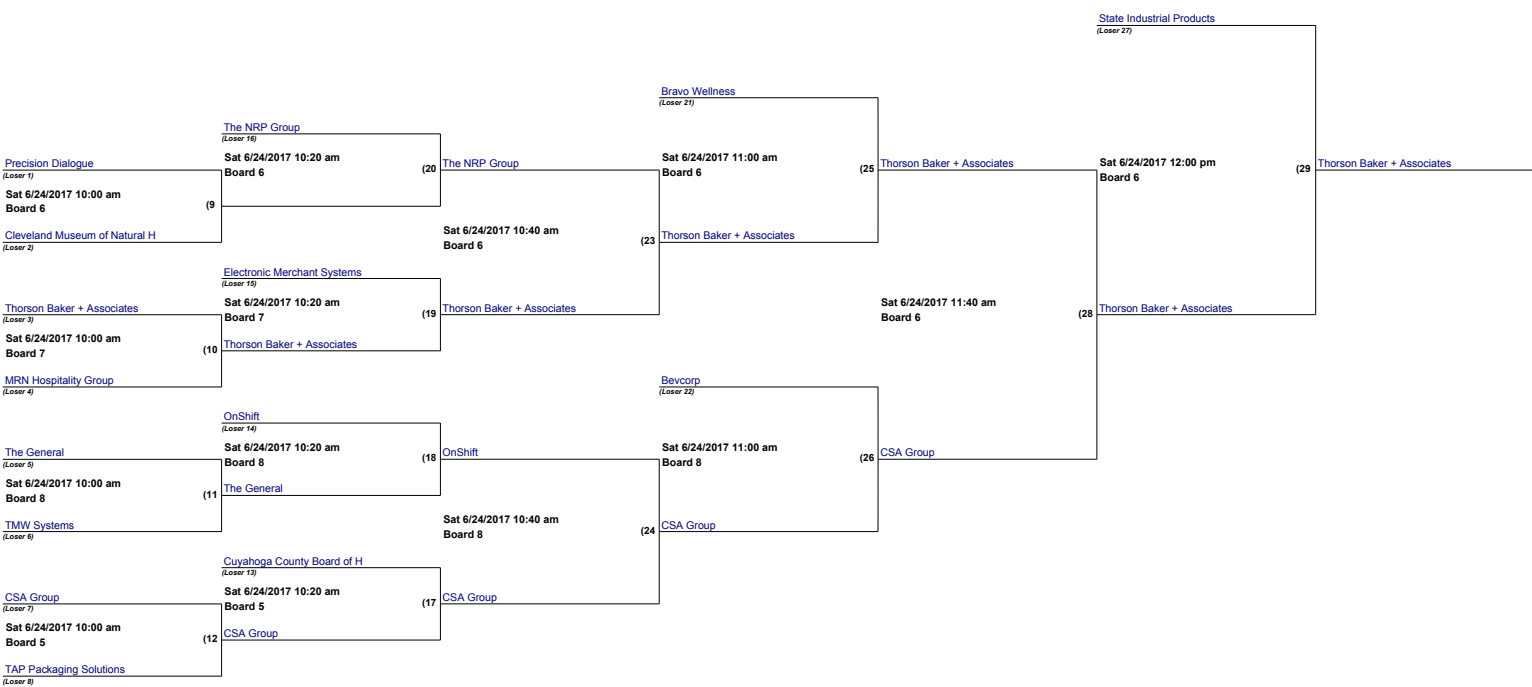 State Industrial Products
(Loser 27)
Bravo Wellness
(Loser 21)
The NRP Group
(Loser 16)
Precision Dialogue
(Loser 1)
Sat 6/24/2017 10:20 am
Board 6
(20
The NRP Group
Sat 6/24/2017 11:00 am
Board 6
(25
Thorson Baker + Associates
Sat 6/24/2017 12:00 pm
Board 6
(29
Thorson Baker + Associates
Sat 6/24/2017 10:00 am
Board 6
(9
Cleveland Museum of Natural H
(Loser 2)
Sat 6/24/2017 10:40 am
Board 6
(23
Thorson Baker + Associates
Electronic Merchant Systems
(Loser 15)
Thorson Baker + Associates
(Loser 3)
Sat 6/24/2017 10:20 am
Board 7
(19
Thorson Baker + Associates
Sat 6/24/2017 11:40 am
Board 6
(28
Thorson Baker + Associates
Sat 6/24/2017 10:00 am
Board 7
(10
Thorson Baker + Associates
MRN Hospitality Group
(Loser 4)
Bevcorp
(Loser 22)
OnShift
(Loser 14)
The General
(Loser 5)
Sat 6/24/2017 10:20 am
Board 8
(18
OnShift
Sat 6/24/2017 11:00 am
Board 8
(26
CSA Group
Sat 6/24/2017 10:00 am
Board 8
(11
The General
TMW Systems
(Loser 6)
Sat 6/24/2017 10:40 am
Board 8
(24
CSA Group
Cuyahoga County Board of H
(Loser 13)
CSA Group
(Loser 7)
Sat 6/24/2017 10:20 am
Board 5
(17
CSA Group
Sat 6/24/2017 10:00 am
Board 5
(12
CSA Group
TAP Packaging Solutions
(Loser 8)